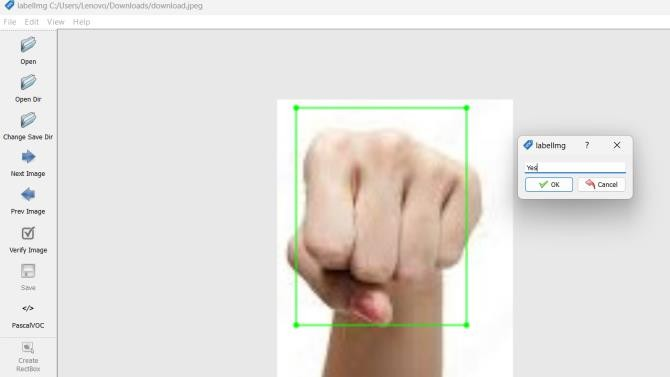 labelImg C:/Users/Lenovo/Downloads/download.jpeg
File Edit View Help
Open
Open Dir
Change Save Dir
Next Image
Prev Image
Verify Image
Save
</>
PascalVOC
Create
RectBox
labelImg ? ×
Yes
OK Cancel